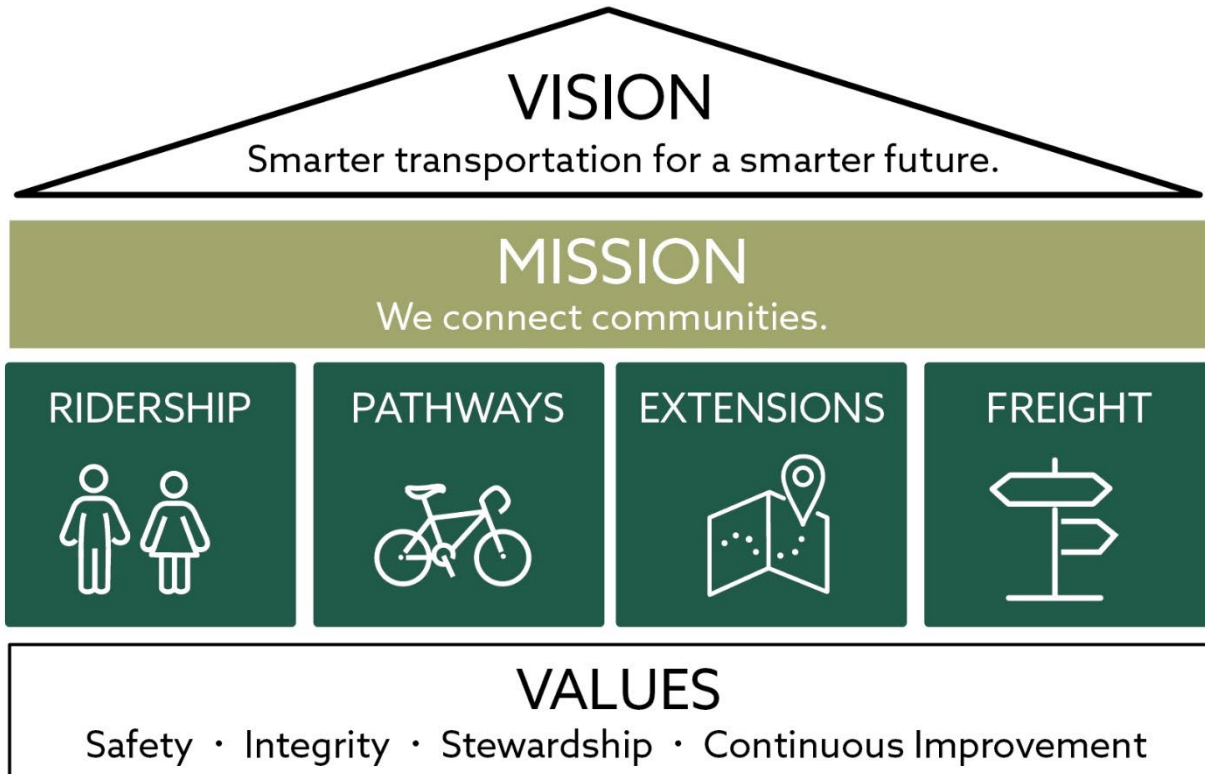 VISION
Smarter transportation for a smarter future.
MISSION
We connect communities.
RIDERSHIP
PATHWAYS
EXTENSIONS
FREIGHT
VALUES
Safety · Integrity · Stewardship · Continuous Improvement